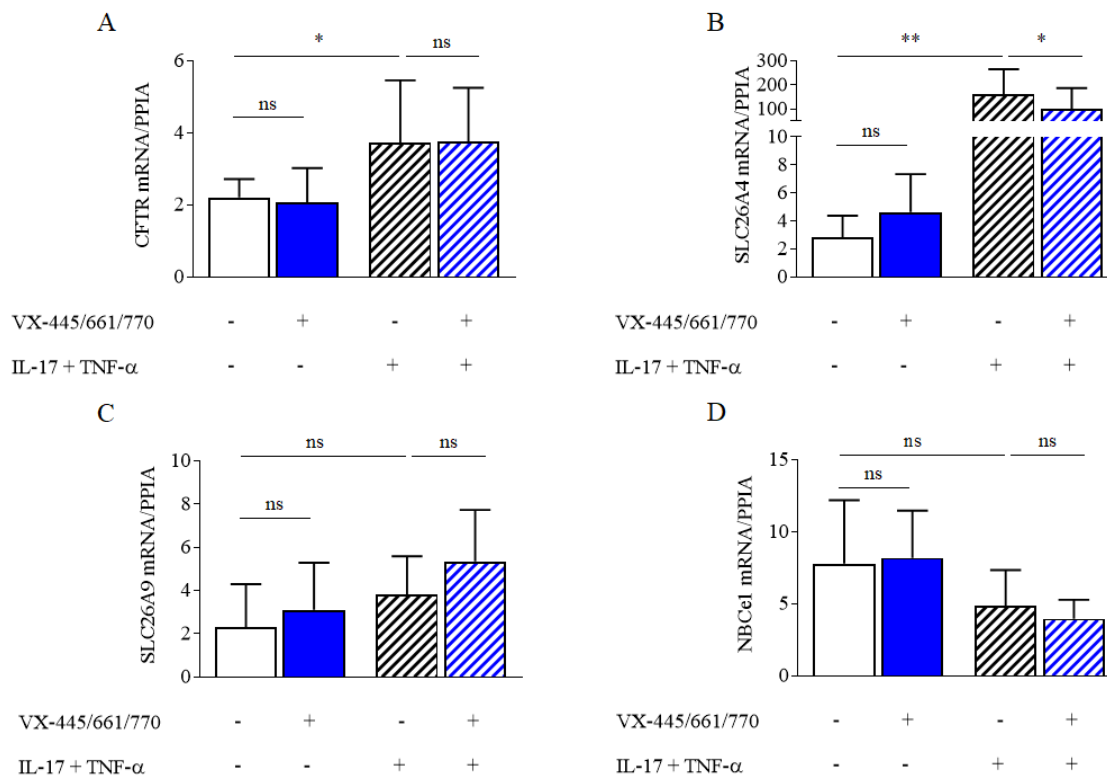 A
B
* ns
** *
ns
ns
CFTR mRNA/PPIA
6
4
2
0
SLC26A4 mRNA/PPIA
300
200
100
10
8
6
4
2
0
VX-445/661/770 - + - +
IL-17 + TNF-α - - + +
VX-445/661/770 - + - +
IL-17 + TNF-α - - + +
C
D
ns ns
ns ns
ns
ns
SLC26A9 mRNA/PPIA
10
8
6
4
2
0
NBCe1 mRNA/PPIA
15
10
5
0
VX-445/661/770 - + - +
IL-17 + TNF-α - - + +
VX-445/661/770 - + - +
IL-17 + TNF-α - - + +